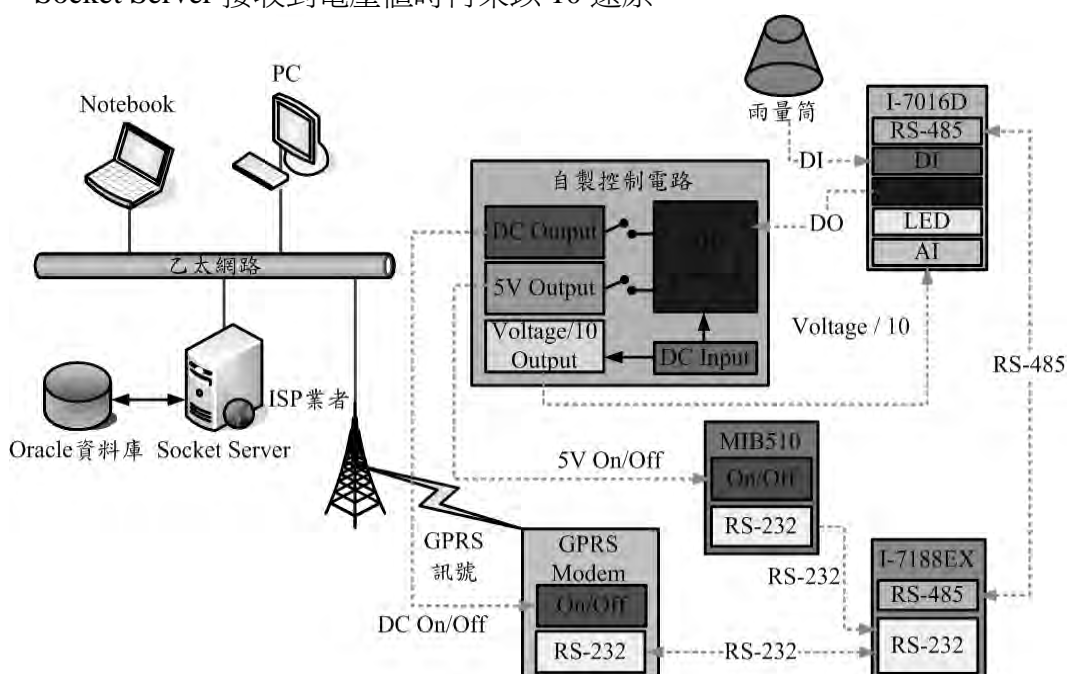 PC
Notebook
乙太網路
ISP業者
Oracle資料庫
Socket Server
雨量筒
I-7016D
RS-485
DI
LED
AI
DI
DO
自製控制電路
DC Output
5V Output
Voltage/10
Output
DC Input
Voltage / 10
RS-485
5V On/Off
MIB510
On/Off
RS-232
GPRS
訊號
DC On/Off
GPRS
Modem
On/Off
RS-232
RS-232
RS-232
I-7188EX
RS-485
RS-232